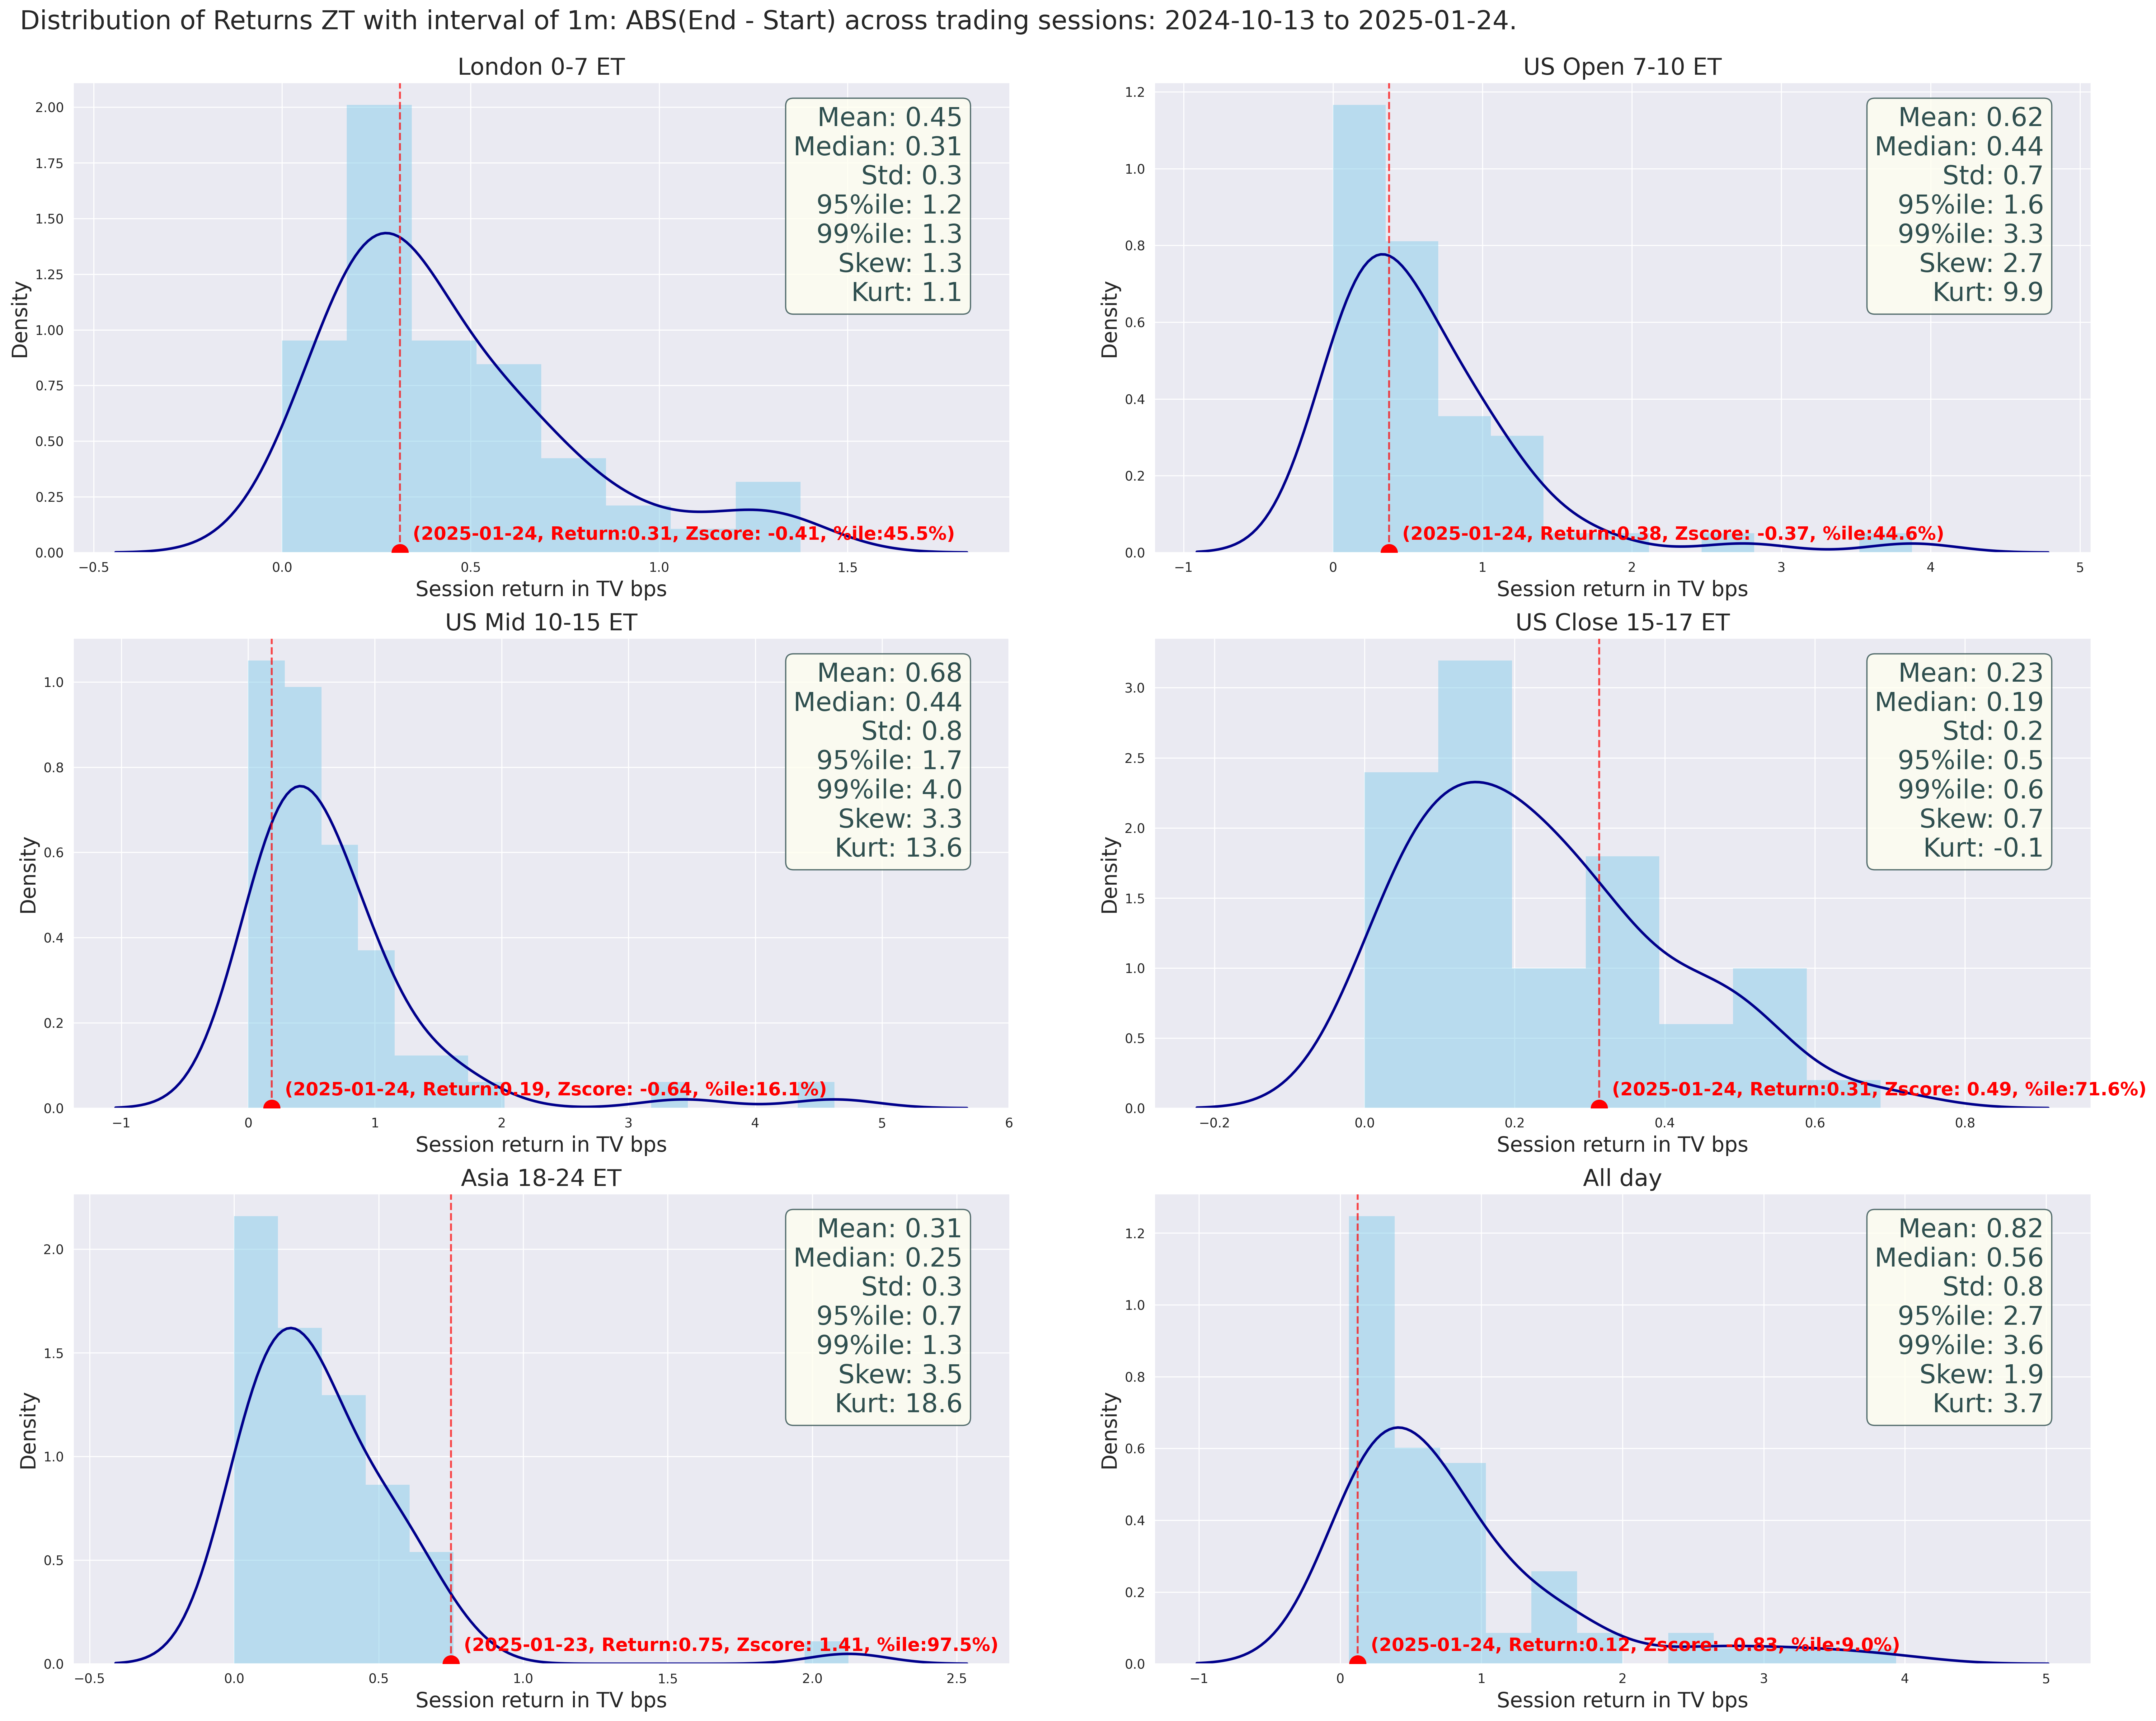 Distribution of Returns ZT with interval of 1m: ABS(End - Start) across trading sessions: 2024-10-13 to 2025-01-24.
London 0-7 ET
Density
2.00
1.75
1.50
1.25
1.00
0.75
0.50
0.25
0.00
Mean: 0.45
Median: 0.31
Std: 0.3
95%ile: 1.2
99%ile: 1.3
Skew: 1.3
Kurt: 1.1
(2025-01-24, Return:0.31, Zscore: -0.41, %ile:45.5%)
−0.5 0.0 0.5 1.0 1.5
Session return in TV bps
US Open 7-10 ET
Density
1.2
1.0
0.8
0.6
0.4
0.2
0.0
Mean: 0.62
Median: 0.44
Std: 0.7
95%ile: 1.6
99%ile: 3.3
Skew: 2.7
Kurt: 9.9
(2025-01-24, Return:0.38, Zscore: -0.37, %ile:44.6%)
−1 0 1 2 3 4 5
Session return in TV bps
US Mid 10-15 ET
Density
1.0
0.8
0.6
0.4
0.2
0.0
Mean: 0.68
Median: 0.44
Std: 0.8
95%ile: 1.7
99%ile: 4.0
Skew: 3.3
Kurt: 13.6
(2025-01-24, Return:0.19, Zscore: -0.64, %ile:16.1%)
−1 0 1 2 3 4 5 6
Session return in TV bps
US Close 15-17 ET
Density
3.0
2.5
2.0
1.5
1.0
0.5
0.0
Mean: 0.23
Median: 0.19
Std: 0.2
95%ile: 0.5
99%ile: 0.6
Skew: 0.7
Kurt: -0.1
(2025-01-24, Return:0.31, Zscore: 0.49, %ile:71.6%)
−0.2 0.0 0.2 0.4 0.6 0.8
Session return in TV bps
Asia 18-24 ET
Density
2.0
1.5
1.0
0.5
0.0
Mean: 0.31
Median: 0.25
Std: 0.3
95%ile: 0.7
99%ile: 1.3
Skew: 3.5
Kurt: 18.6
(2025-01-23, Return:0.75, Zscore: 1.41, %ile:97.5%)
−0.5 0.0 0.5 1.0 1.5 2.0 2.5
Session return in TV bps
All day
Density
1.2
1.0
0.8
0.6
0.4
0.2
0.0
Mean: 0.82
Median: 0.56
Std: 0.8
95%ile: 2.7
99%ile: 3.6
Skew: 1.9
Kurt: 3.7
(2025-01-24, Return:0.12, Zscore: -0.83, %ile:9.0%)
−1 0 1 2 3 4 5
Session return in TV bps